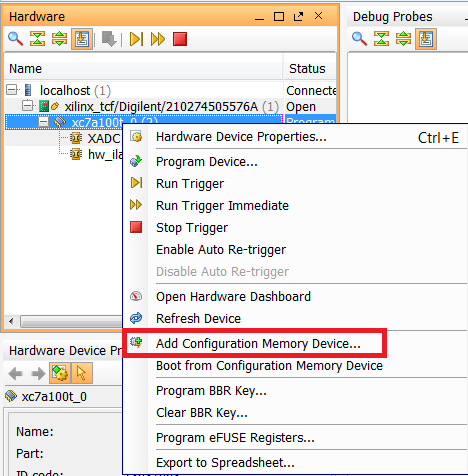 Hardware
Debug Probes
Name
Status
localhost (1)
Connecte
xilinx_tcf/Digilent/210274505576A (1)
Open
xc7a100t_0 (2)
Program
XADC
hw_ila
Hardware Device Properties...
Ctrl+E
Program Device...
Run Trigger
Run Trigger Immediate
Stop Trigger
Enable Auto Re-trigger
Disable Auto Re-trigger
Open Hardware Dashboard
Refresh Device
Add Configuration Memory Device...
Boot from Configuration Memory Device
Program BBR Key...
Clear BBR Key...
Program eFUSE Registers...
Export to Spreadsheet...
Hardware Device Pr
xc7a100t_0
Name:
Part: